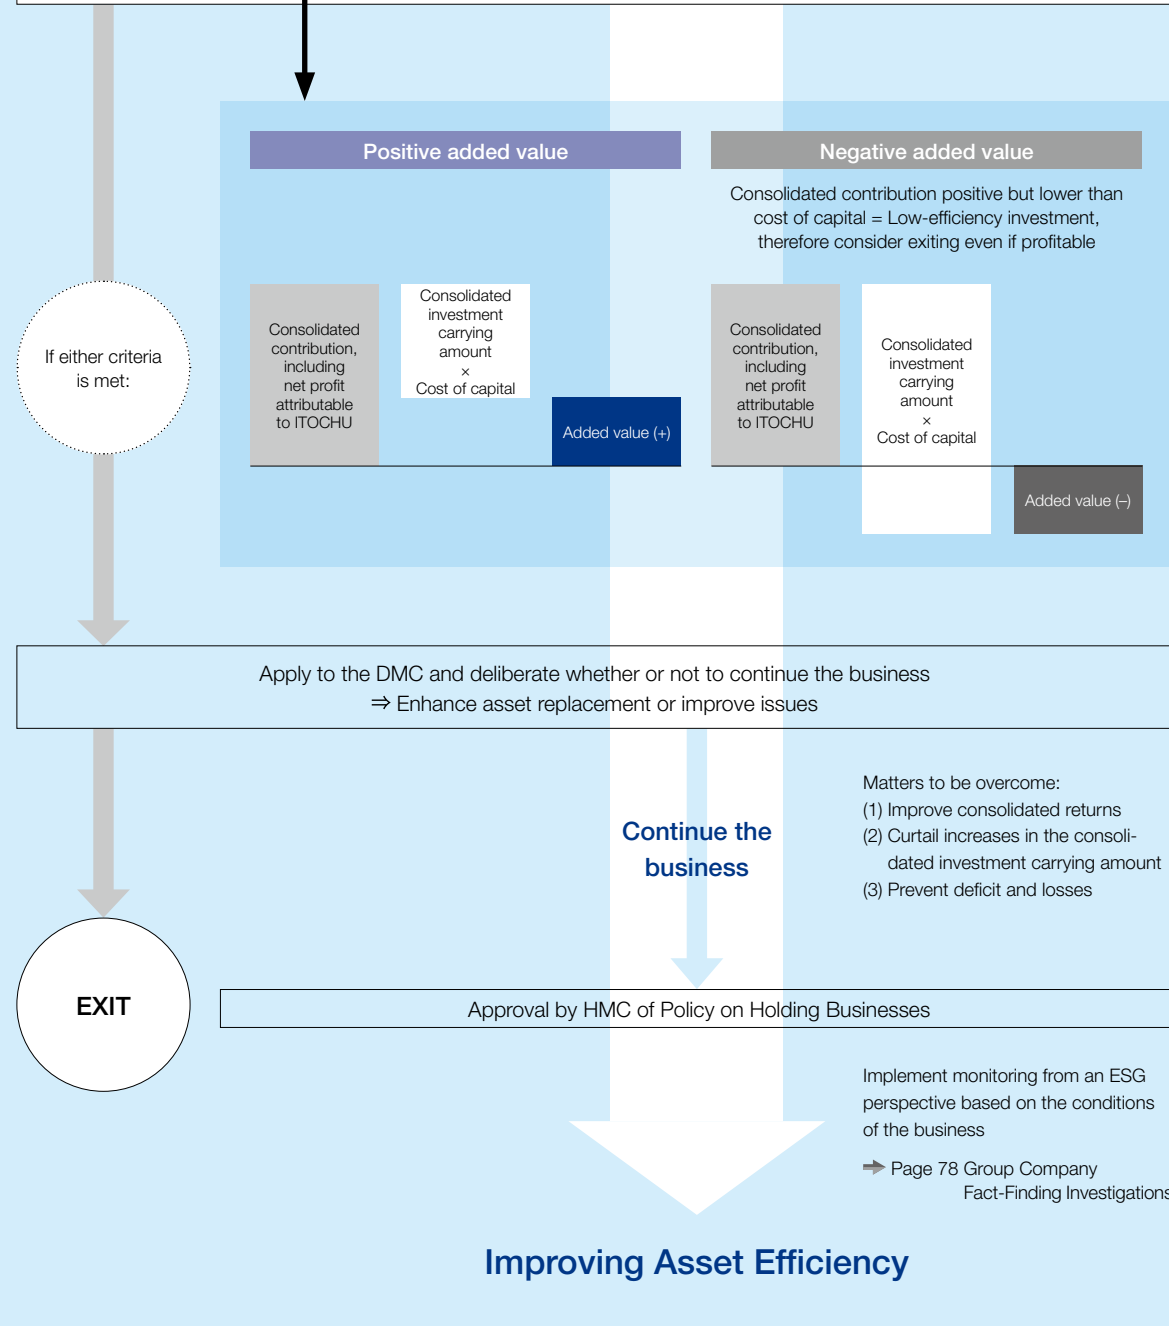 Positive added value
Negative added value
Consolidated contribution positive but lower than
cost of capital = Low-efficiency investment,
therefore consider exiting even if profitable
If either criteria
is met:
Consolidated
contribution,
including
net profit
attributable
to ITOCHU
Consolidated
investment
carrying
amount
×
Cost of capital
Added value (+)
Consolidated
contribution,
including
net profit
attributable
to ITOCHU
Consolidated
investment
carrying
amount
×
Cost of capital
Added value (–)
Apply to the DMC and deliberate whether or not to continue the business
⇒ Enhance asset replacement or improve issues
Continue the
business
Matters to be overcome:
(1) Improve consolidated returns
(2) Curtail increases in the consoli-
dated investment carrying amount
(3) Prevent deficit and losses
EXIT
Approval by HMC of Policy on Holding Businesses
Implement monitoring from an ESG
perspective based on the conditions
of the business
Page 78 Group Company
Fact-Finding Investigations
Improving Asset Efficiency